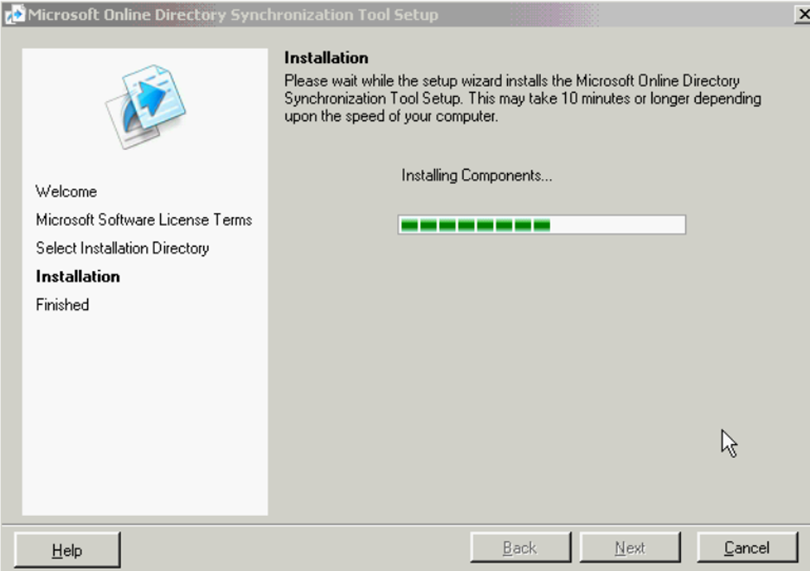 Microsoft Online Directory Synchronization Tool Setup
Installation
Please wait while the setup wizard installs the Microsoft Online Directory
Synchronization Tool Setup. This may take 10 minutes or longer depending
upon the speed of your computer.
Installing Components...
Welcome
Microsoft Software License Terms
Select Installation Directory
Installation
Finished
Help
Back
Next
Cancel